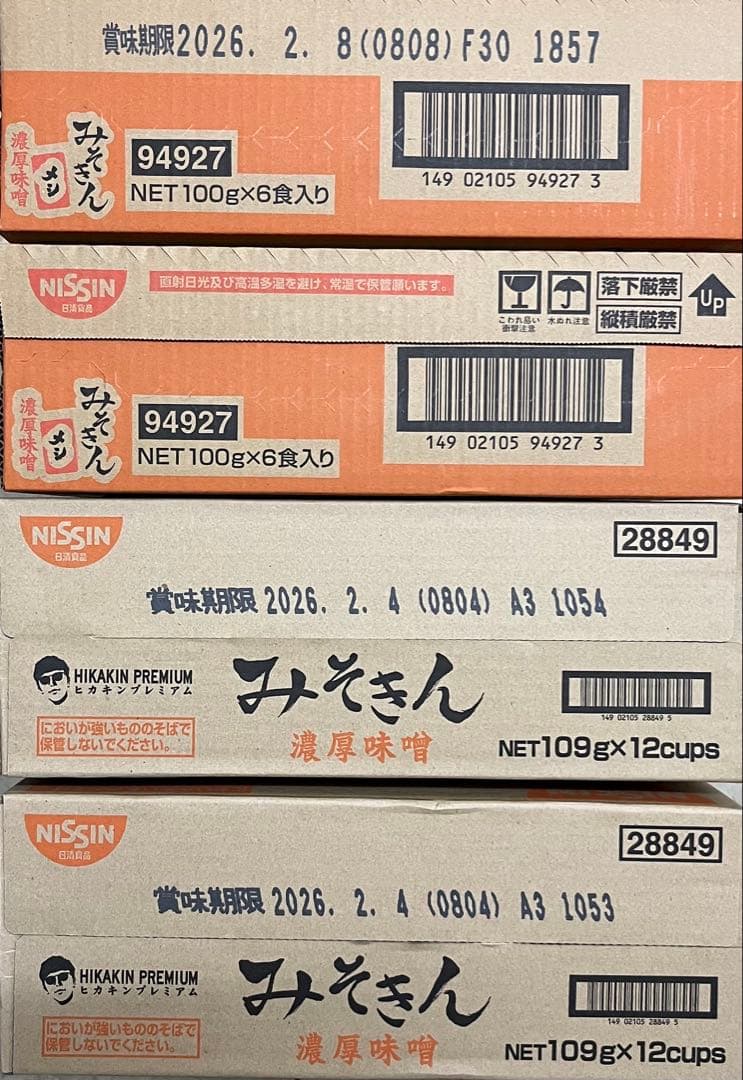 賞味期限2026. 2. 8(0808)F30 1857
みそきん
メシ
濃厚味噌
94927
NET100g×6食入り
149 02105 94927 3
NISSIN
日清食品
直射日光及び高温多湿を避け、常温で保管願います。
こわれ易い
衝撃注意
水ぬれ注意
落下厳禁
縦積厳禁
UP
みそきん
メシ
濃厚味噌
94927
NET100g×6食入り
149 02105 94927 3
NISSIN
日清食品
28849
賞味期限 2026. 2. 4 (0804) A3 1054
HIKAKIN PREMIUM
ヒカキンプレミアム
みそきん
濃厚味噌
においが強いもののそばで
保管しないでください。
149 02105 28849 5
NET109g×12cups
NISSIN
日清食品
28849
賞味期限 2026. 2. 4 (0804) A3 1053
HIKAKIN PREMIUM
ヒカキンプレミアム
みそきん
濃厚味噌
においが強いもののそばで
保管しないでください。
149 02105 28849 5
NET109g×12cups